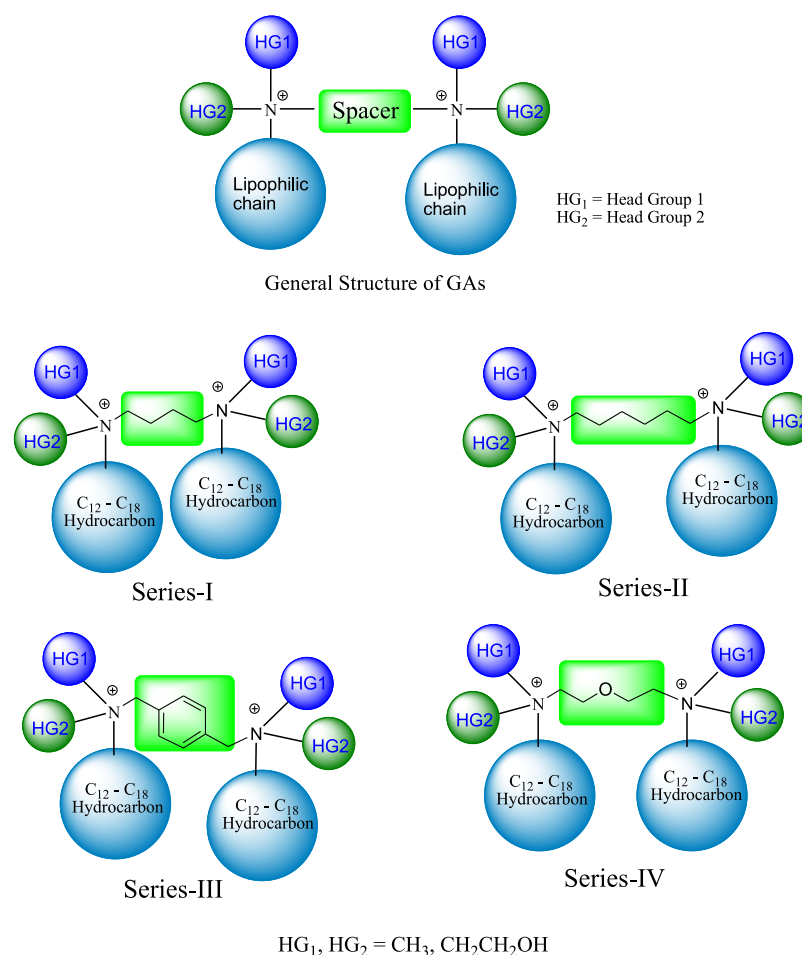 HG1 HG1
HG2 N ⊕ Spacer N ⊕ HG2
Lipophilic
chain
Lipophilic
chain
HG₁ = Head Group 1
HG₂ = Head Group 2
General Structure of GAs
HG1 HG1
HG2 N ⊕ N ⊕ HG2
C₁₂ - C₁₈
Hydrocarbon
C₁₂ - C₁₈
Hydrocarbon
Series-I
HG1 HG1
HG2 N ⊕ N ⊕ HG2
C₁₂ - C₁₈
Hydrocarbon
C₁₂ - C₁₈
Hydrocarbon
Series-II
HG1 HG1
HG2 N ⊕ N ⊕ HG2
C₁₂ - C₁₈
Hydrocarbon
C₁₂ - C₁₈
Hydrocarbon
Series-III
HG1 HG1
HG2 N ⊕ O N ⊕ HG2
C₁₂ - C₁₈
Hydrocarbon
C₁₂ - C₁₈
Hydrocarbon
Series-IV
HG₁, HG₂ = CH₃, CH₂CH₂OH